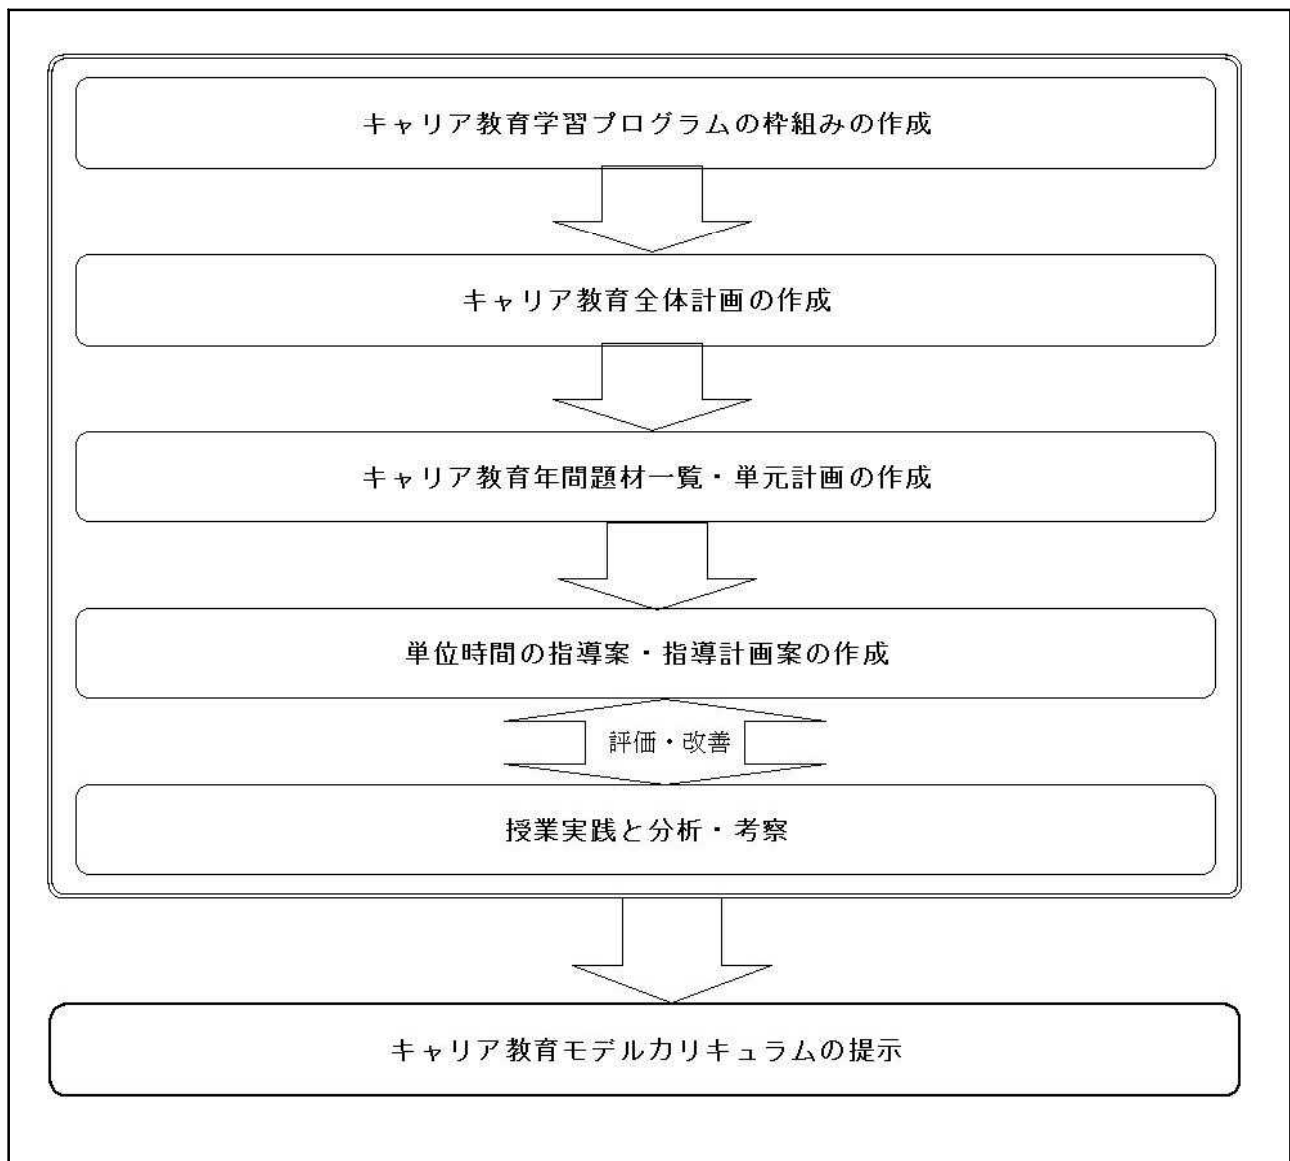 キャリア教育学習プログラムの枠組みの作成
キャリア教育全体計画の作成
キャリア教育年間題材一覧・単元計画の作成
単位時間の指導案・指導計画案の作成
評価・改善
授業実践と分析・考察
キャリア教育モデルカリキュラムの提示